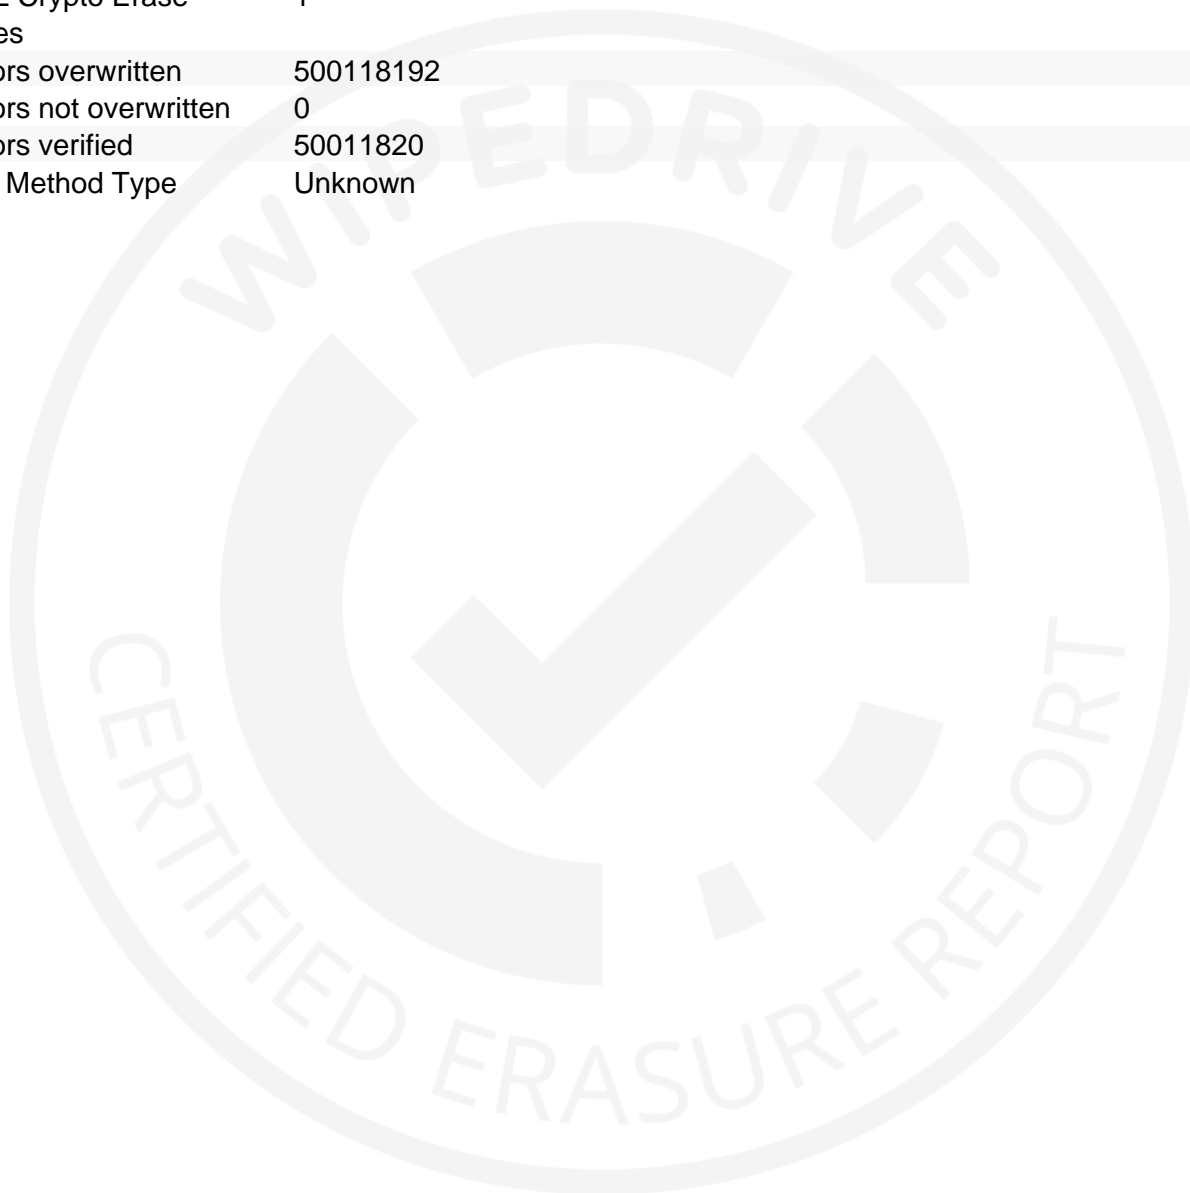 Crypto Erase
es
ors overwritten 500118192
ors not overwritten 0
ors verified 50011820
Method Type Unknown
WIPEDRIVE
CERTIFIED ERASURE REPORT